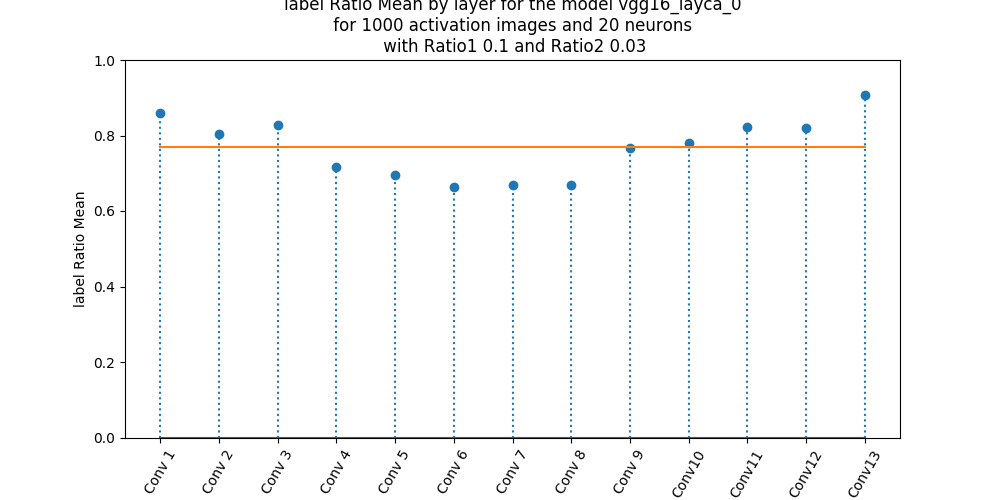 label Ratio Mean by layer for the model vgg16_layca_0
for 1000 activation images and 20 neurons
with Ratio1 0.1 and Ratio2 0.03
1.0
0.8
0.6
0.4
0.2
0.0
label Ratio Mean
Conv 1
Conv 2
Conv 3
Conv 4
Conv 5
Conv 6
Conv 7
Conv 8
Conv 9
Conv10
Conv11
Conv12
Conv13